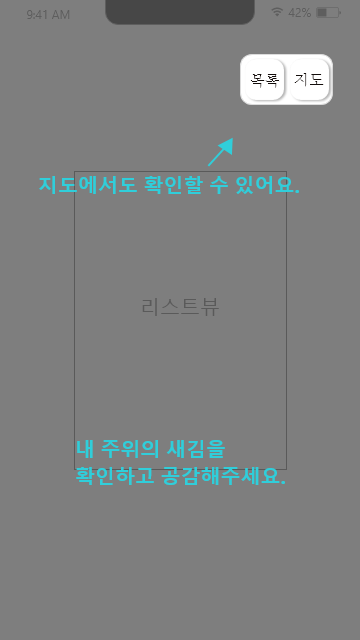 9:41 AM 42%
목록 지도
지도에서도 확인할 수 있어요.
리스트뷰
내 주위의 새김을
확인하고 공감해주세요.